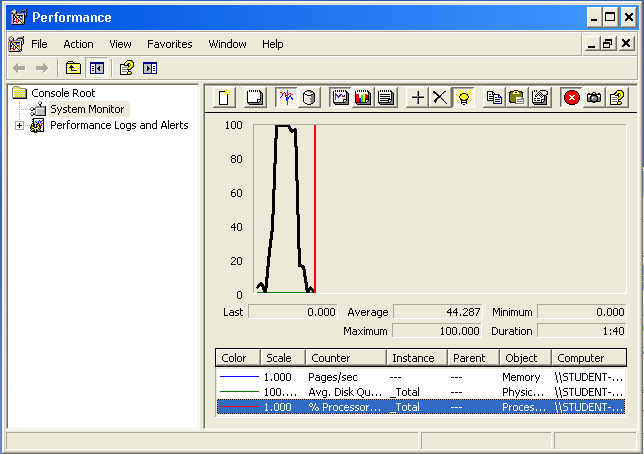 Performance
File Action View Favorites Window Help
Console Root
System Monitor
Performance Logs and Alerts
100
80
60
40
20
0
Last 0.000 Average 44.287 Minimum 0.000
Maximum 100.000 Duration 1:40
Color Scale Counter Instance Parent Object Computer
1.000 Pages/sec --- --- Memory \\STUDENT-...
100.... Avg. Disk Qu... _Total --- Physic... \\STUDENT-...
1.000 % Processor... _Total --- Proces... \\STUDENT-...